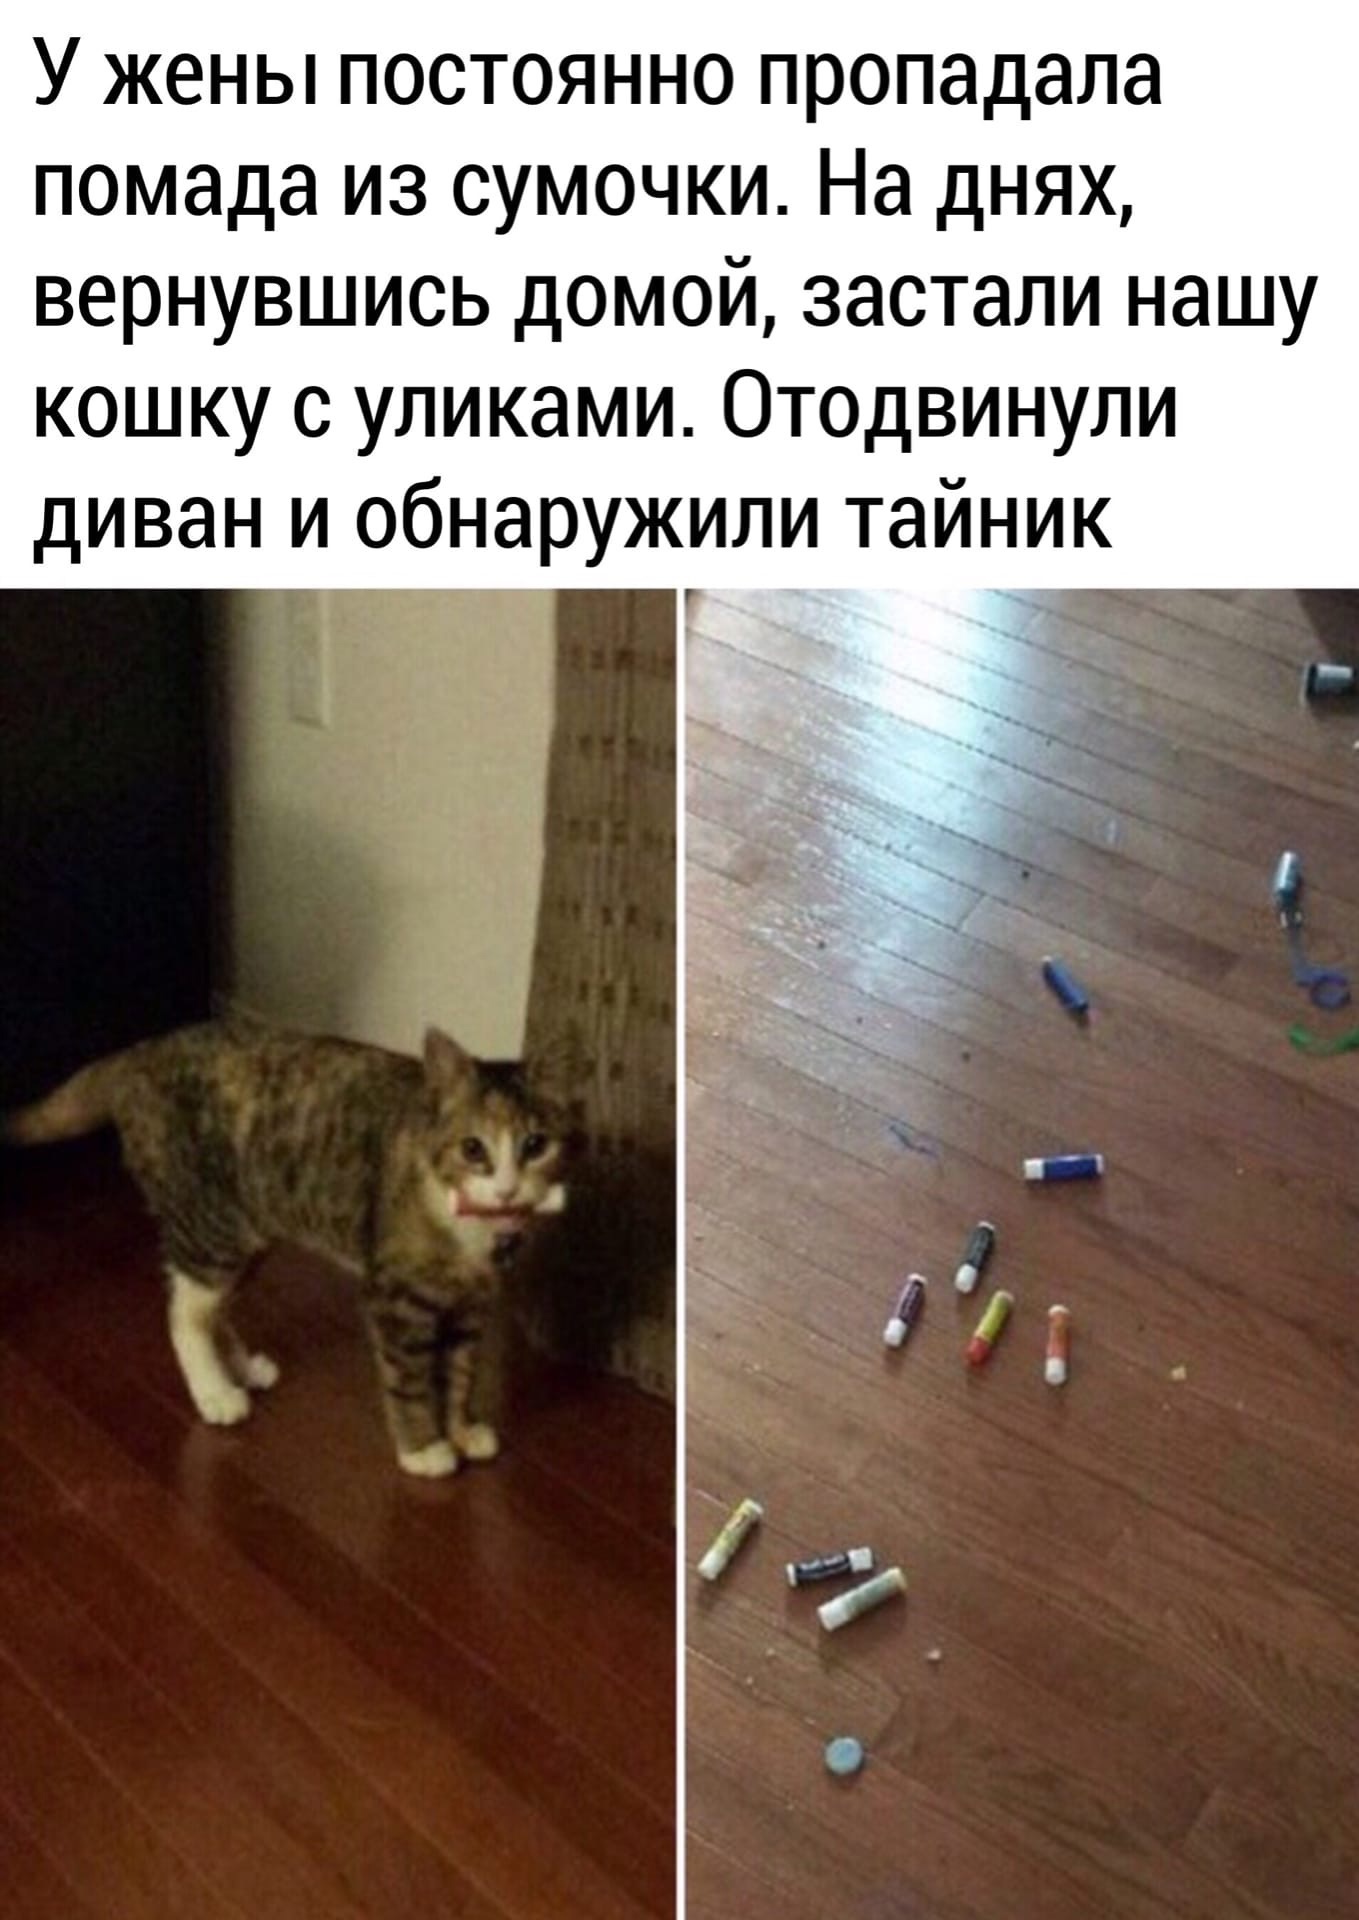 У жены постоянно пропадала
помада из сумочки. На днях,
вернувшись домой, застали нашу
кошку с уликами. Отодвинули
диван и обнаружили тайник